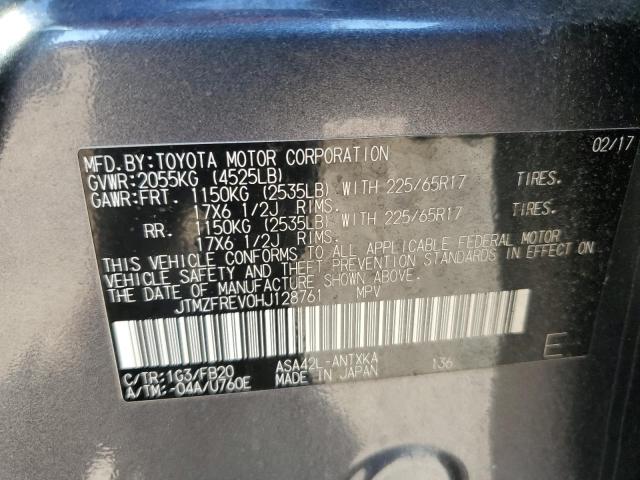 MFD.BY:TOYOTA MOTOR CORPORATION 02/17
GVWR:2055KG (4525LB)
GAWR:FRT. 1150KG (2535LB) WITH 225/65R17 TIRES.
17X6 1/2J RIMS.
RR. 1150KG (2535LB) WITH 225/65R17 TIRES.
17X6 1/2J RIMS.
THIS VEHICLE CONFORMS TO ALL APPLICABLE FEDERAL MOTOR
VEHICLE SAFETY AND THEFT PREVENTION STANDARDS IN EFFECT ON
THE DATE OF MANUFACTURE SHOWN ABOVE.
JTMZFREV0HJ128761 MPV
C/TR:1G3/FB20 ASA42L-ANTXKA 136 E
A/TM:-04A/U760E MADE IN JAPAN